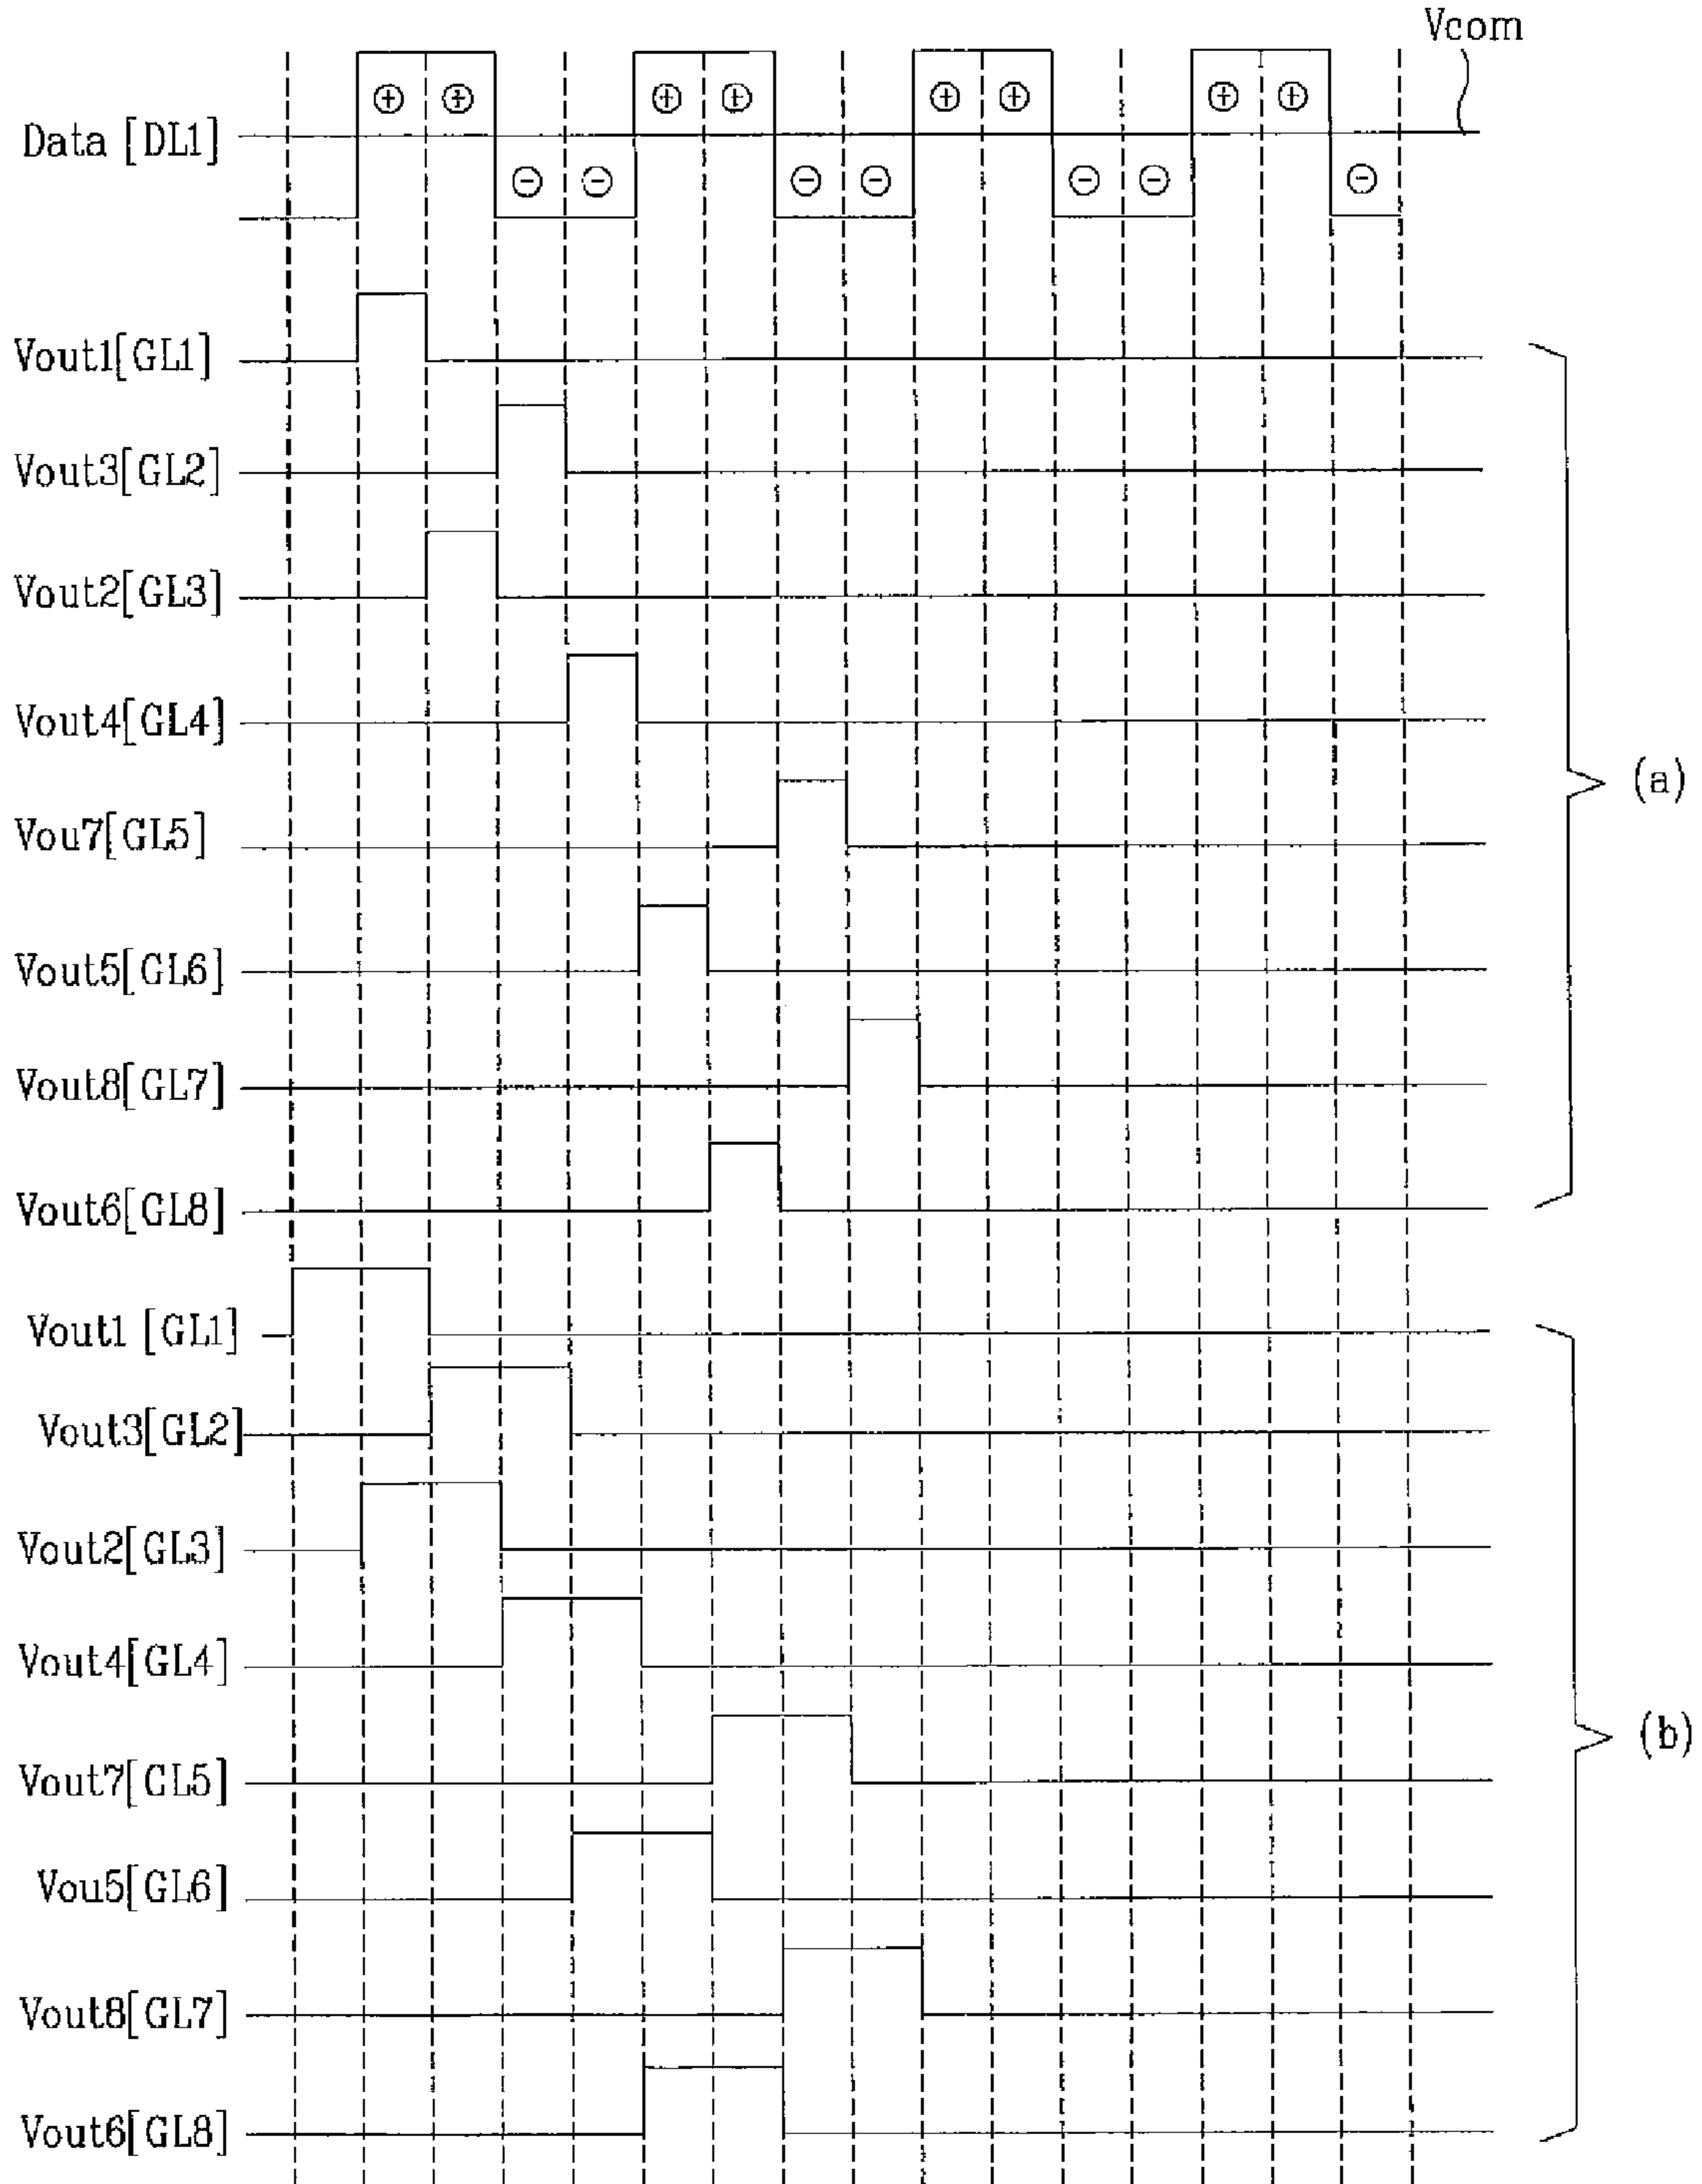 Vcom
⊕ ⊕ ⊕ ⊕ ⊕ ⊕ ⊕ ⊕
Data [DL1]
⊖ ⊖ ⊖ ⊖ ⊖ ⊖ ⊖
Vout1[GL1]
Vout3[GL2]
Vout2[GL3]
Vout4[GL4]
(a)
Vou7[GL5]
Vout5[GL6]
Vout8[GL7]
Vout6[GL8]
Vout1 [GL1]
Vout3[GL2]
Vout2[GL3]
Vout4[GL4]
(b)
Vout7[GL5]
Vou5[GL6]
Vout8[GL7]
Vout6[GL8]